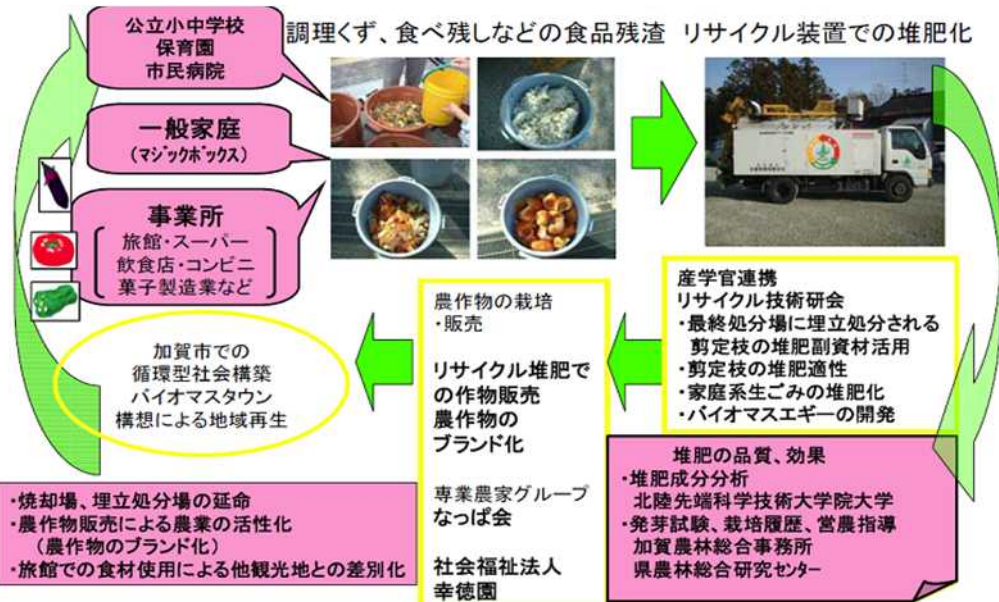 調理くず、食べ残しなどの食品残渣 リサイクル装置での堆肥化
公立小中学校
保育園
市民病院
一般家庭
(マジックボックス)
事業所
旅館・スーパー
飲食店・コンビニ
菓子製造業など
産学官連携
リサイクル技術研会
・最終処分場に埋立処分される
剪定枝の堆肥副資材活用
・剪定枝の堆肥適性
・家庭系生ごみの堆肥化
・バイオマスエギーの開発
堆肥の品質、効果
・堆肥成分分析
北陸先端科学技術大学院大学
・発芽試験、栽培履歴、営農指導
加賀農林総合事務所
県農林総合研究センター
農作物の栽培
・販売
リサイクル堆肥で
の作物販売
農作物の
ブランド化
専業農家グループ
なっぱ会
社会福祉法人
幸徳園
加賀市での
循環型社会構築
バイオマスタウン
構想による地域再生
・焼却場、埋立処分場の延命
・農作物販売による農業の活性化
(農作物のブランド化)
・旅館での食材使用による他観光地との差別化